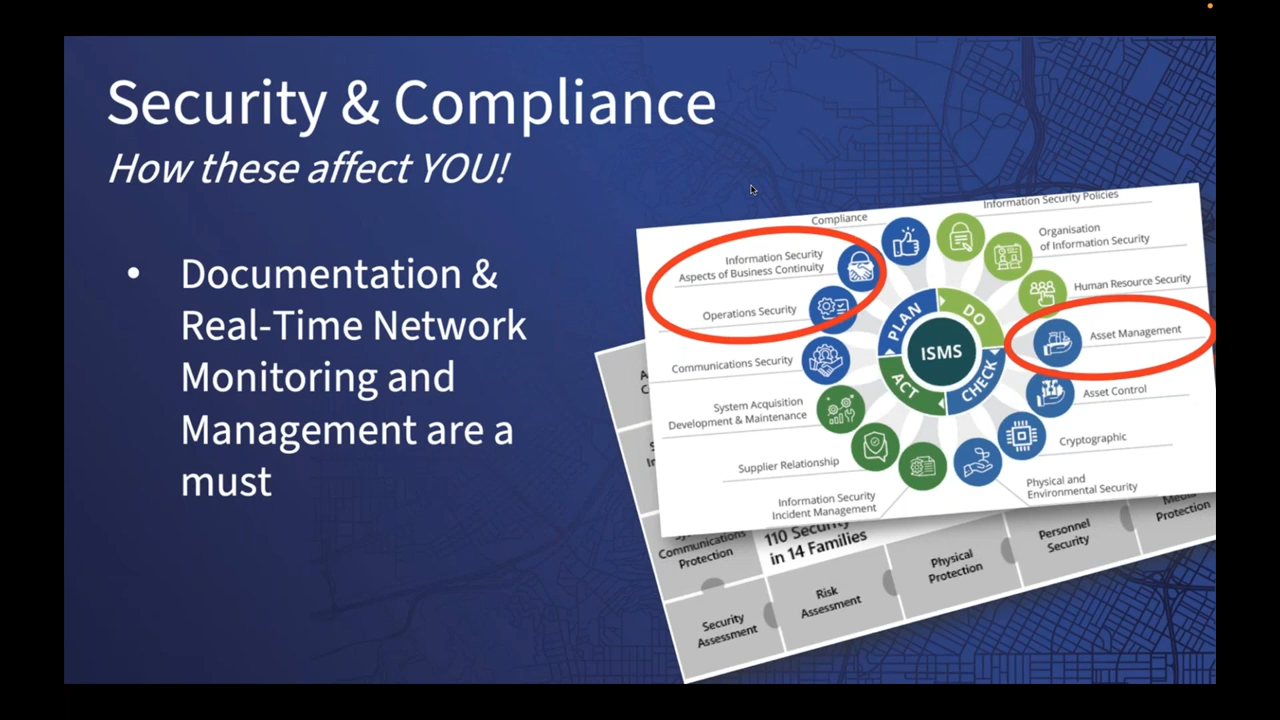 Security & Compliance
How these affect YOU!
• Documentation &
Real-Time Network
Monitoring and
Management are a
must
Compliance
Information Security
Aspects of Business Continuity
Operations Security
Communications Security
System Acquisition
Development & Maintenance
Supplier Relationship
Information Security
Incident Management
Information Security Policies
Organisation
of Information Security
Human Resource Security
Asset Management
Asset Control
Cryptographic
Physical and
Environmental Security
PLAN
DO
CHECK
ACT
ISMS
Communications
Protection
110 Security
in 14 Families
Security
Assessment
Risk
Assessment
Physical
Protection
Personnel
Security
Media
Protection